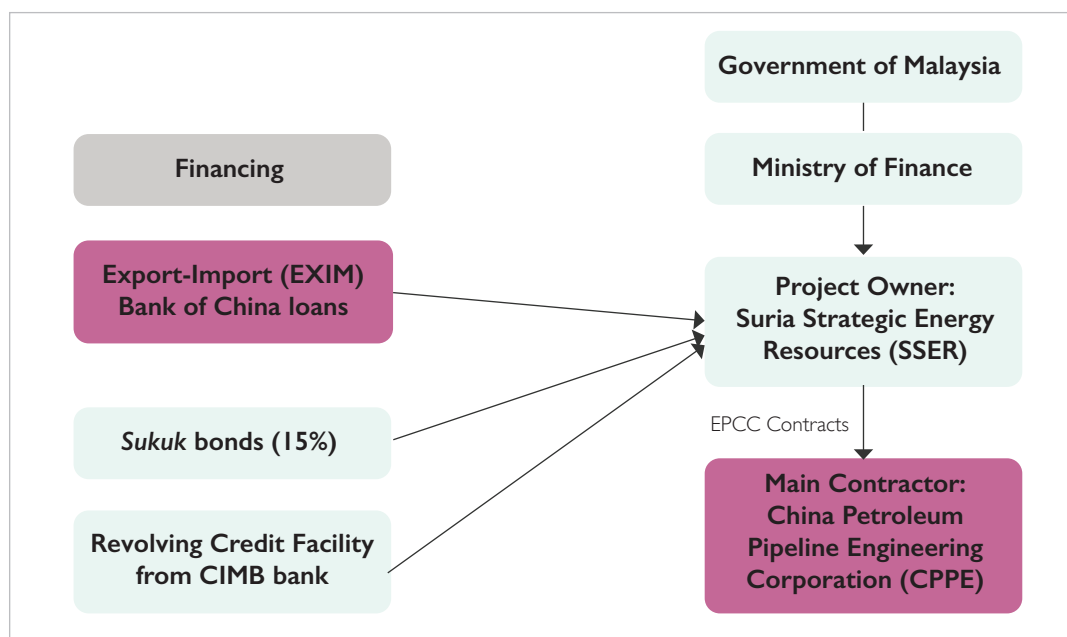 Government of Malaysia
Financing
Ministry of Finance
Export-Import (EXIM)
Bank of China loans
Project Owner:
Suria Strategic Energy
Resources (SSER)
Sukuk bonds (15%)
EPCC Contracts
Revolving Credit Facility
from CIMB bank
Main Contractor:
China Petroleum
Pipeline Engineering
Corporation (CPPE)